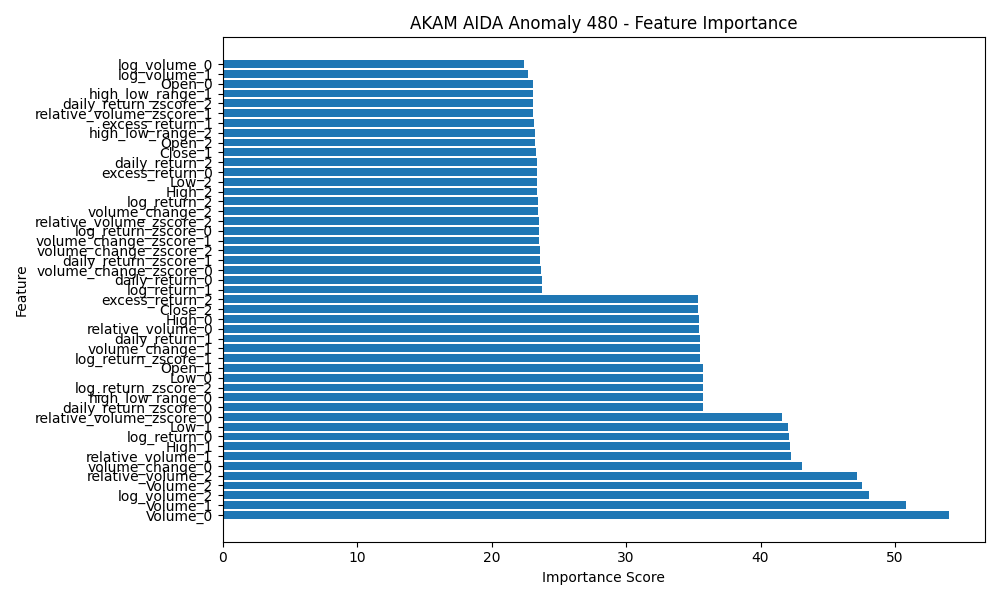 AKAM AIDA Anomaly 480 - Feature Importance
log_volume_0
log_volume_1
Open_0
high_low_range_1
daily_return_zscore_2
relative_volume_zscore_1
excess_return_1
high_low_range_2
Open_2
Close_1
daily_return_2
excess_return_0
Low_2
High_2
log_return_2
volume_change_2
relative_volume_zscore_2
log_return_zscore_0
volume_change_zscore_1
volume_change_zscore_2
daily_return_zscore_1
volume_change_zscore_0
daily_return_0
log_return_1
excess_return_2
Close_2
High_0
relative_volume_0
daily_return_1
volume_change_1
log_return_zscore_1
Open_1
Low_0
log_return_zscore_2
high_low_range_0
daily_return_zscore_0
relative_volume_zscore_0
Low_1
log_return_0
High_1
relative_volume_1
volume_change_0
relative_volume_2
Volume_2
log_volume_2
Volume_1
Volume_0
Feature
0 10 20 30 40 50
Importance Score